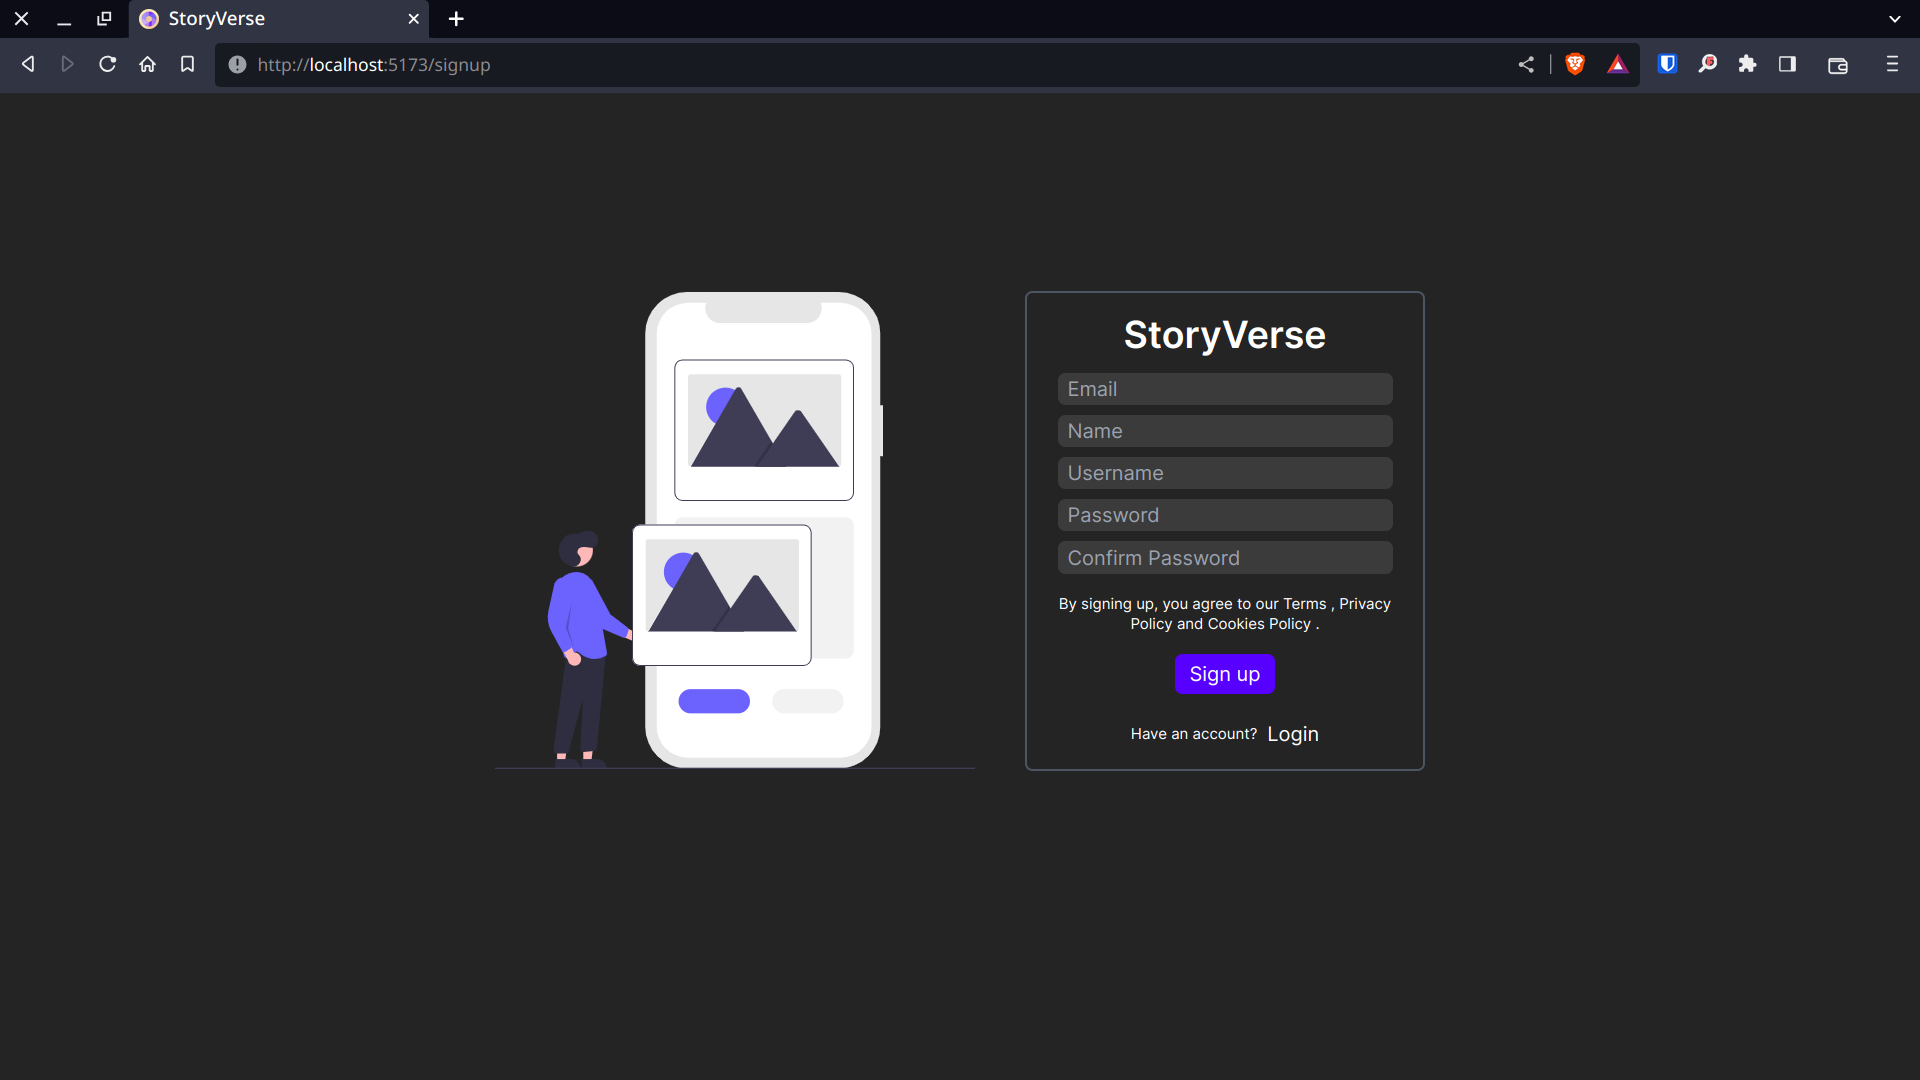 StoryVerse
http://localhost:5173/signup
StoryVerse
Email
Name
Username
Password
Confirm Password
By signing up, you agree to our Terms , Privacy
Policy and Cookies Policy .
Sign up
Have an account? Login